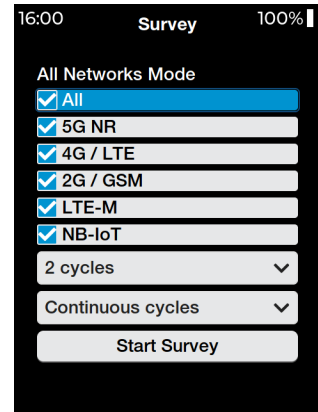 16:00 Survey 100%
All Networks Mode
All
5G NR
4G / LTE
2G / GSM
LTE-M
NB-IoT
2 cycles
Continuous cycles
Start Survey